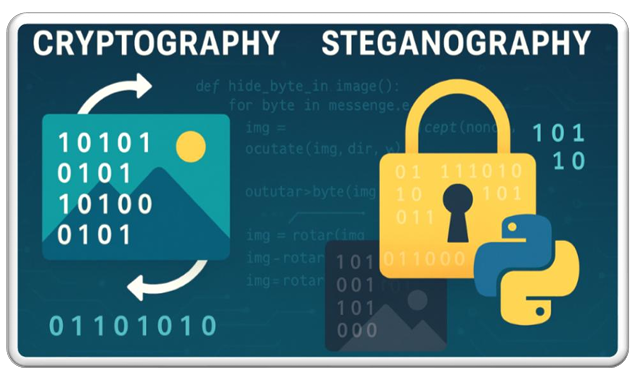 CRYPTOGRAPHY STEGANOGRAPHY
def hide_byte_in image():
for byte in messenge.e
img = cept(nond,
ocutate(img, dir, w)
oututar>byte(img
img = rotar(img
img-rotar
img=rotar
10101
0101
10100
0101
01101010
101
10
01 111010
10 101
011
011000
101
001
101
000